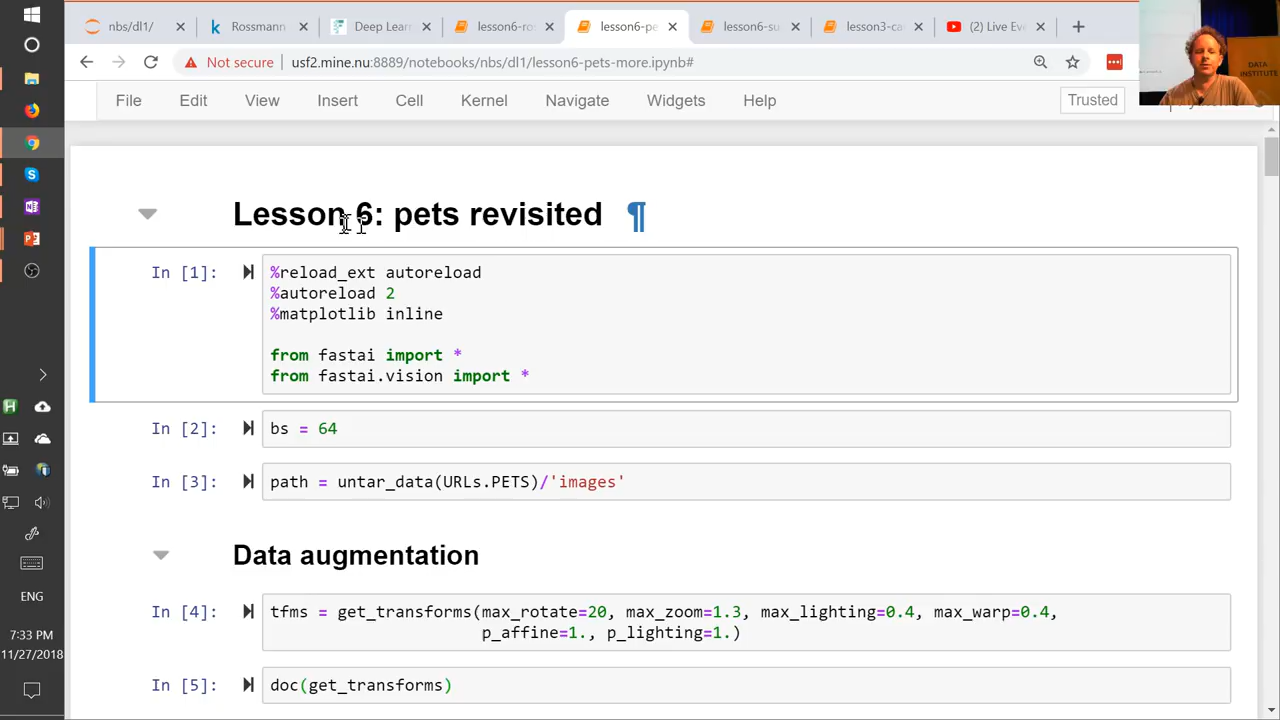 nbs/dl1/
Rossmann
Deep Learn
lesson6-ro
lesson6-pe
lesson6-su
lesson3-ca
(2) Live Eve
Not secure
usf2.mine.nu:8889/notebooks/nbs/dl1/lesson6-pets-more.ipynb#
DATA
INSTITUTE
File Edit View Insert Cell Kernel Navigate Widgets Help
Trusted
Lesson 6: pets revisited ¶
In [1]:
%reload_ext autoreload
%autoreload 2
%matplotlib inline
from fastai import *
from fastai.vision import *
In [2]: bs = 64
In [3]: path = untar_data(URLs.PETS)/'images'
Data augmentation
In [4]: tfms = get_transforms(max_rotate=20, max_zoom=1.3, max_lighting=0.4, max_warp=0.4,
p_affine=1., p_lighting=1.)
In [5]: doc(get_transforms)
ENG
7:33 PM
11/27/2018